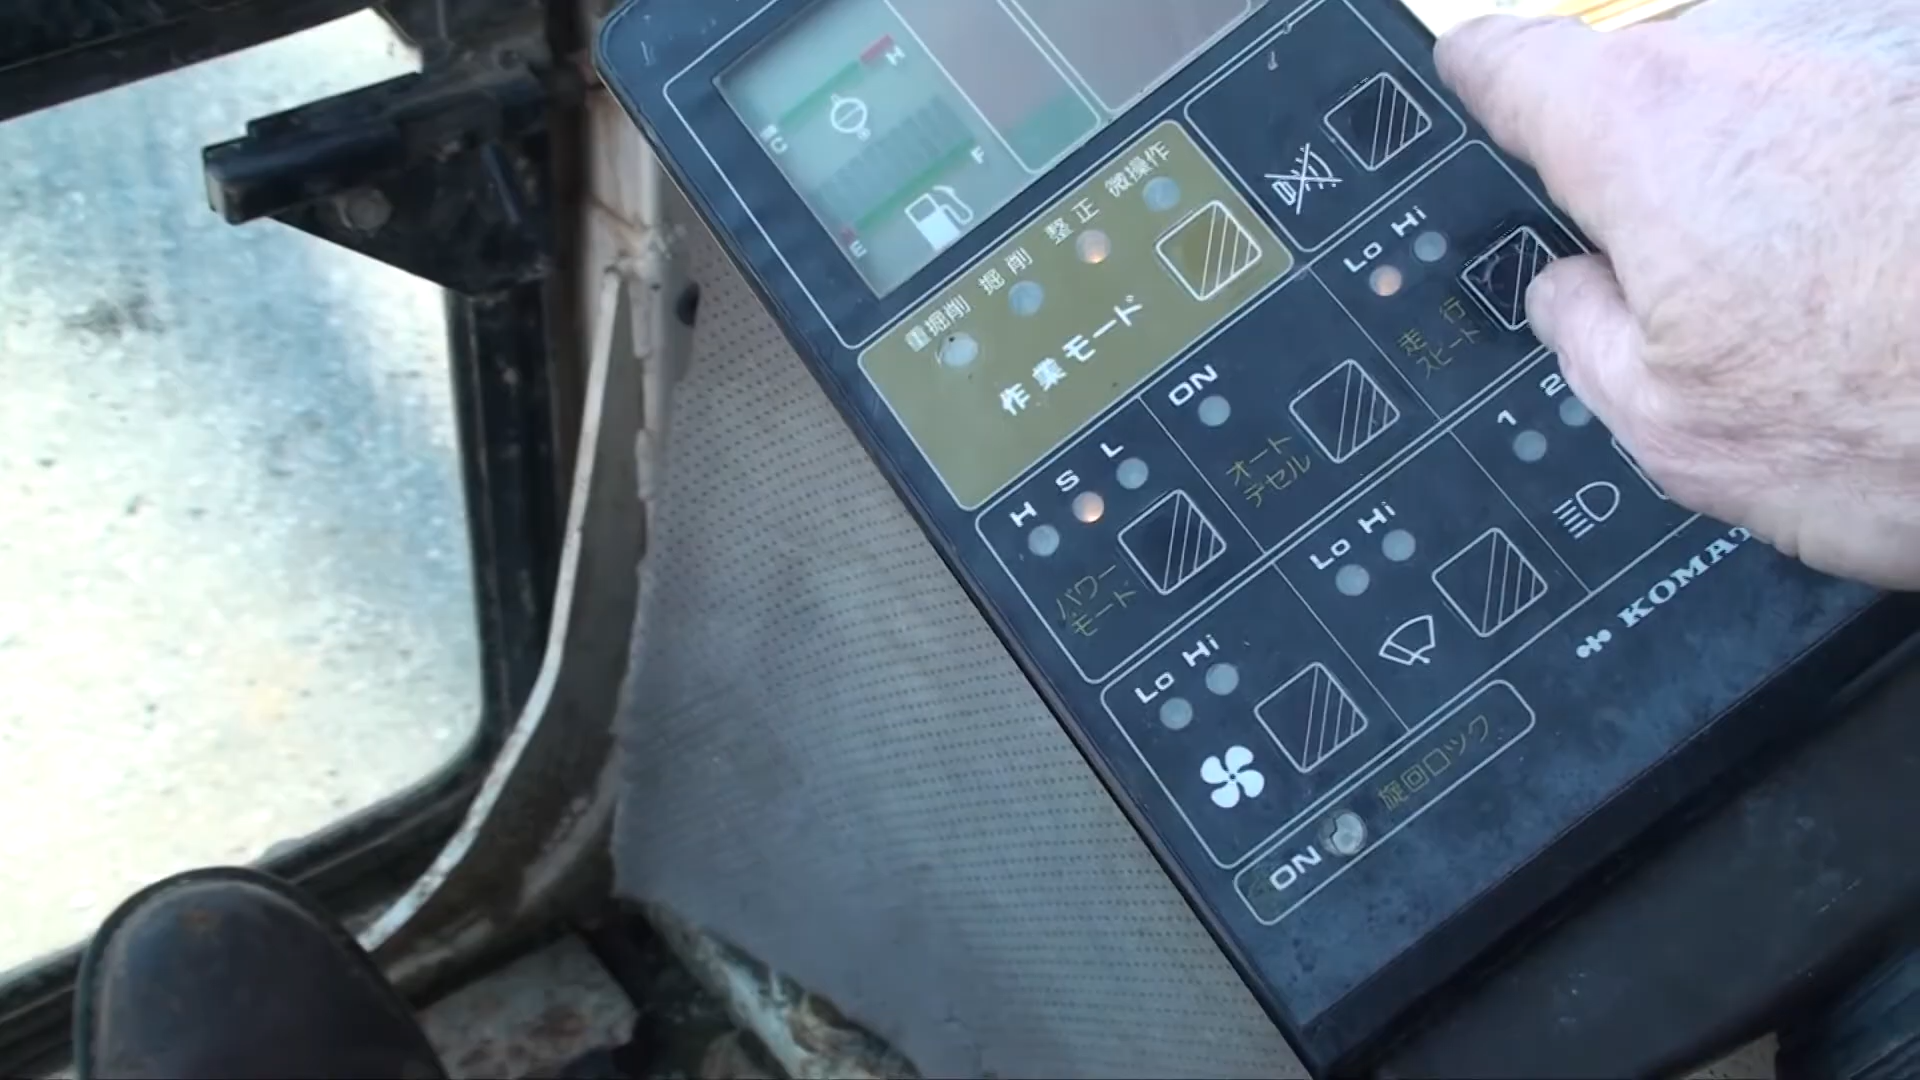 H
C
F
E
重掘削 掘削 整正 微操作
作業モード
Lo Hi
走行
スピード
ON
オート
デセル
H S L
パワー
モード
1 2
Lo Hi
Lo Hi
KOMAT
ON
旋回ロック